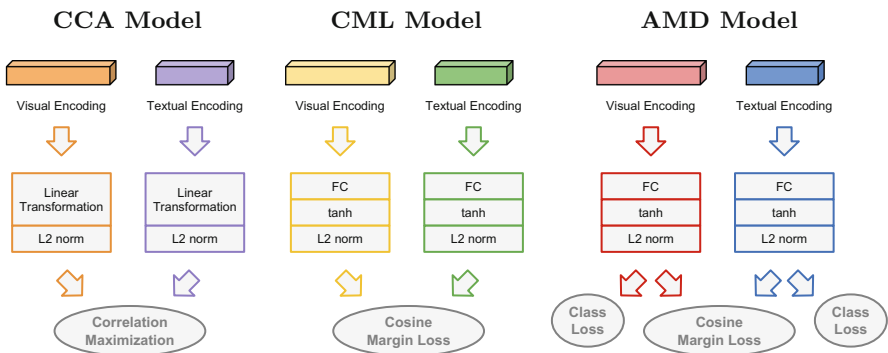 CCA Model
CML Model
AMD Model
Visual Encoding
Textual Encoding
Visual Encoding
Textual Encoding
Visual Encoding
Textual Encoding
Linear
Transformation
L2 norm
Linear
Transformation
L2 norm
FC
tanh
L2 norm
FC
tanh
L2 norm
FC
tanh
L2 norm
FC
tanh
L2 norm
Correlation
Maximization
Cosine
Margin Loss
Class
Loss
Cosine
Margin Loss
Class
Loss